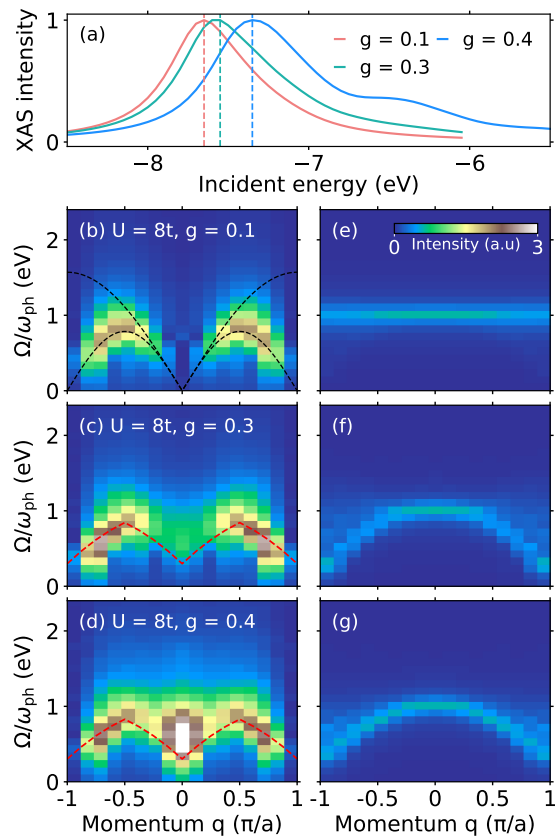 (a)
g = 0.1
g = 0.4
g = 0.3
XAS intensity
1
0
-8
-7
-6
Incident energy (eV)
(b) U = 8t, g = 0.1
(e)
0
Intensity (a.u)
3
Ω/ω_ph (eV)
2
1
0
(c) U = 8t, g = 0.3
(f)
Ω/ω_ph (eV)
2
1
0
(d) U = 8t, g = 0.4
(g)
Ω/ω_ph (eV)
2
1
0
-1 -0.5 0 0.5 1 -0.5 0 0.5 1
Momentum q (π/a) Momentum q (π/a)